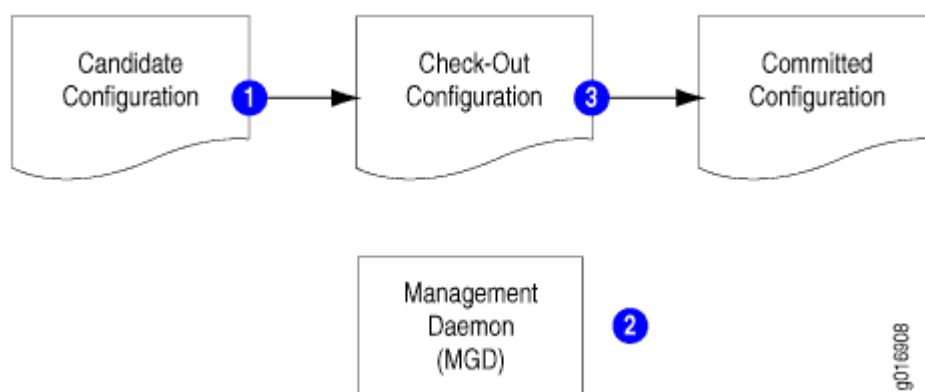 Candidate
Configuration
1
Check-Out
Configuration
3
Committed
Configuration
Management
Daemon
(MGD)
2
g016908